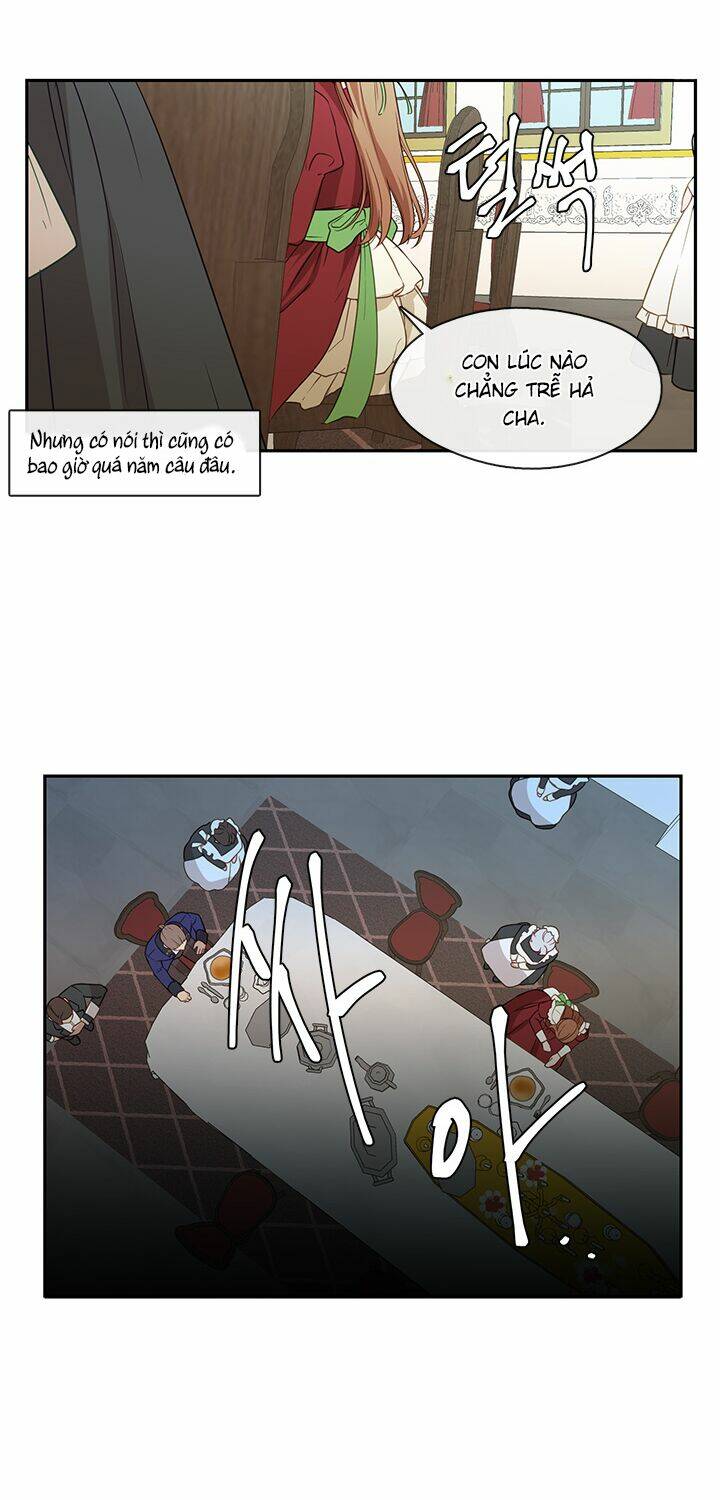 털썩
CON LÚC NÀO
CHẲNG TRỄ HẢ
CHA.
Nhưng có nói thì cũng có
bao giờ quá năm câu đâu.
싸아..